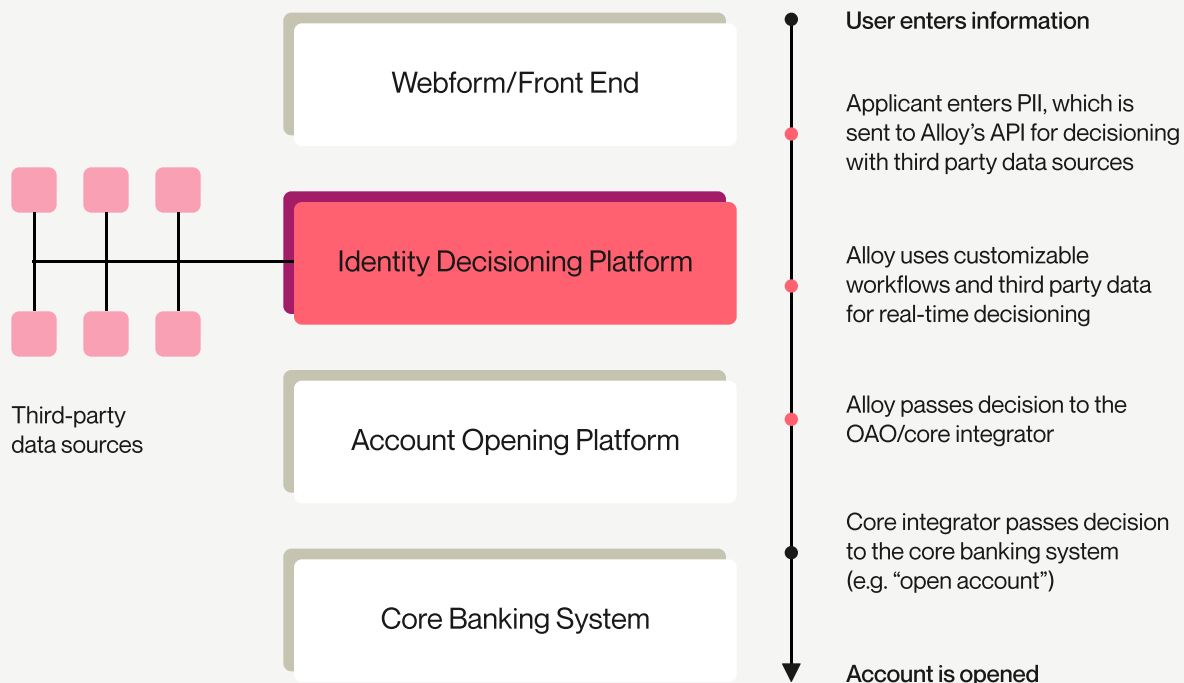 User enters information
Webform/Front End
Applicant enters PII, which is
sent to Alloy’s API for decisioning
with third party data sources
Identity Decisioning Platform
Alloy uses customizable
workflows and third party data
for real-time decisioning
Third-party
data sources
Account Opening Platform
Alloy passes decision to the
OAO/core integrator
Core integrator passes decision
to the core banking system
(e.g. “open account”)
Core Banking System
Account is opened